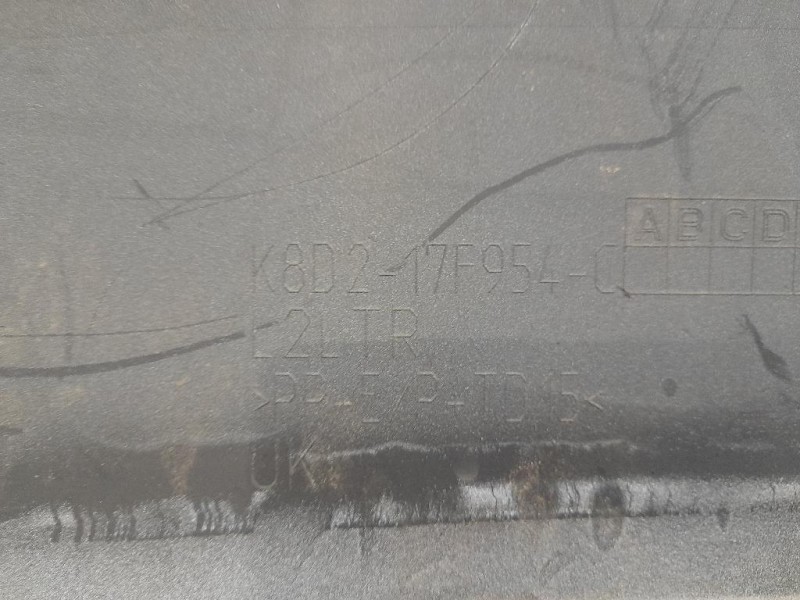 K8D2-17F954-C
ABCD
L2LTR
>PP-E/P-TD15<
UK